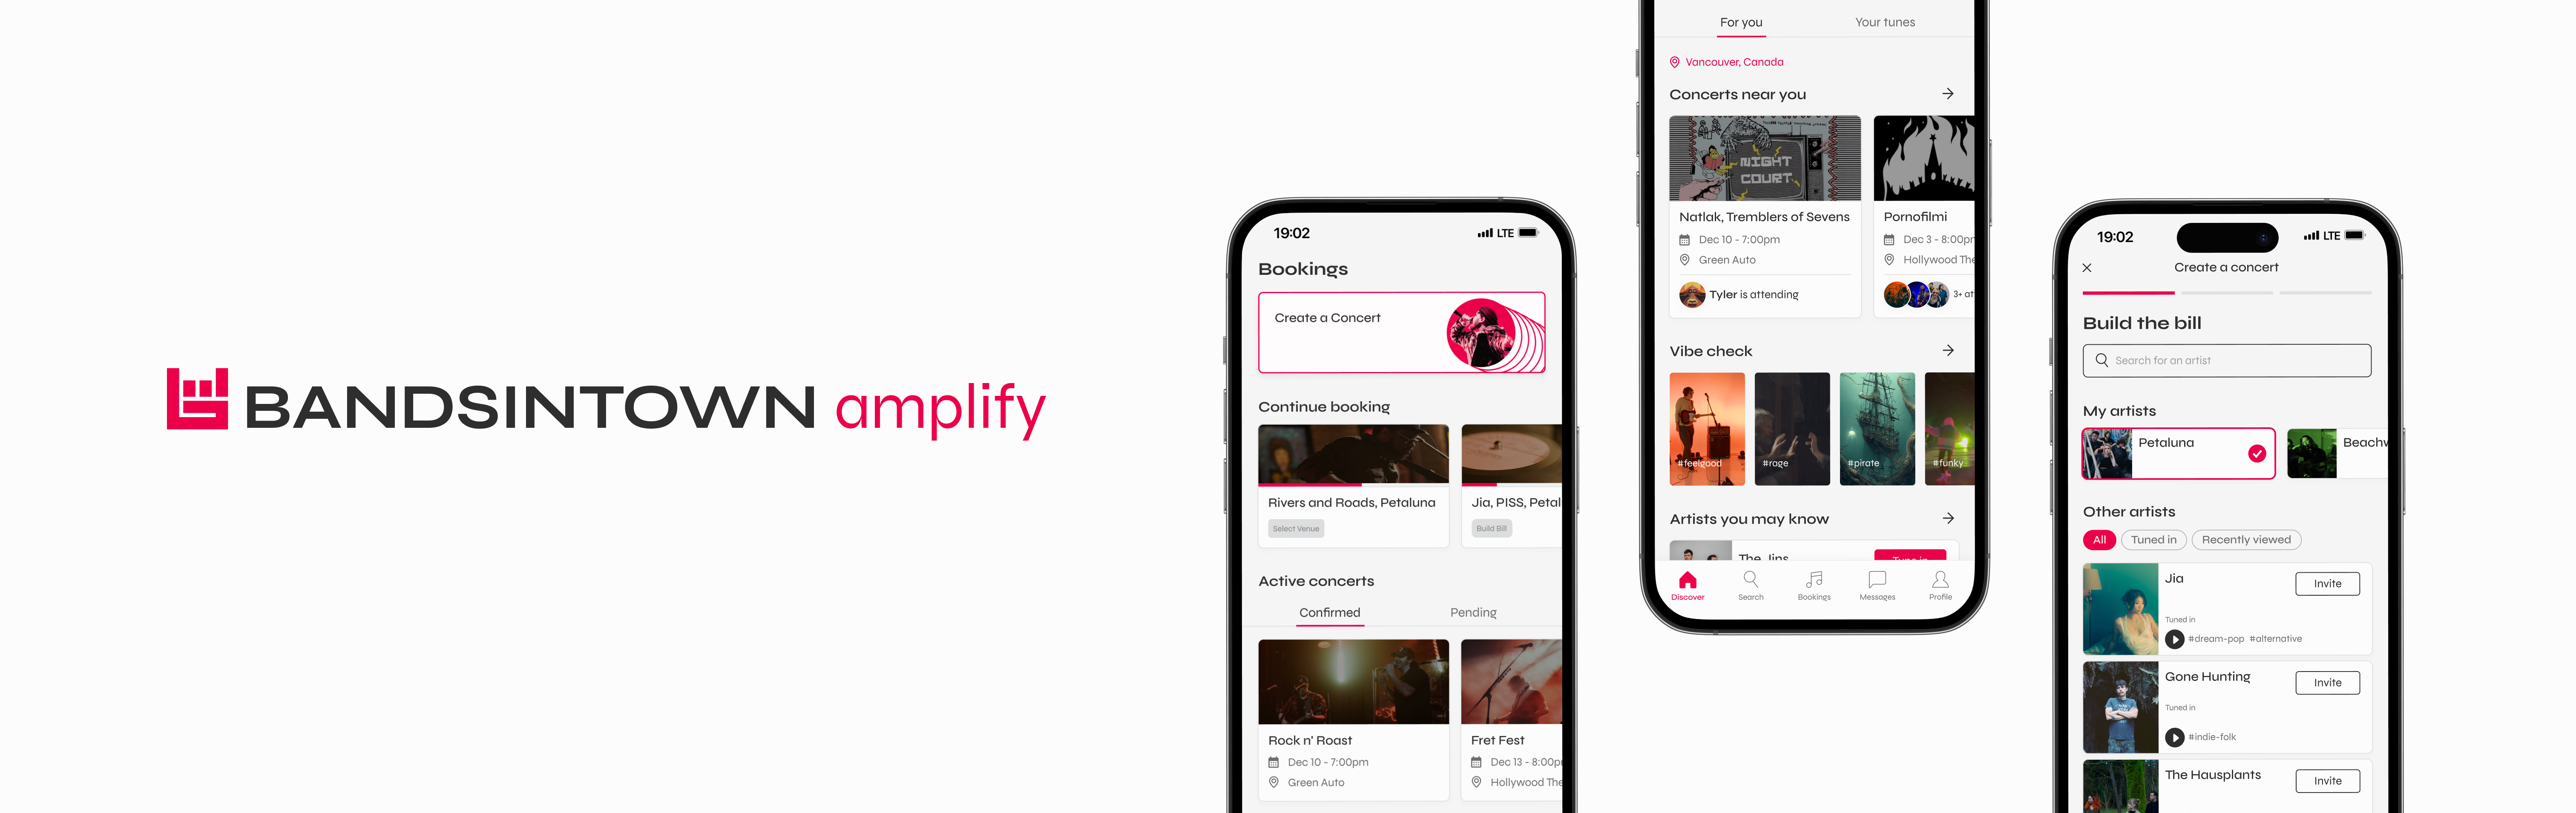 BANDSINTOWN amplify
19:02
LTE
Bookings
Create a Concert
Continue booking
Rivers and Roads, Petaluna
Select Venue
Jia, PISS, Petal
Build Bill
Active concerts
Confirmed
Pending
Rock n' Roast
Dec 10 - 7:00pm
Green Auto
Fret Fest
Dec 13 - 8:00p
Hollywood The
For you
Your tunes
Vancouver, Canada
Concerts near you
NIGHT
COURT
Natlak, Tremblers of Sevens
Dec 10 - 7:00pm
Green Auto
Tyler is attending
Pornofilmi
Dec 3 - 8:00pm
Hollywood The
3+ at
Vibe check
#feelgood
#rage
#pirate
#funky
Artists you may know
The Jins
Tune in
Discover
Search
Bookings
Messages
Profile
19:02
LTE
Create a concert
Build the bill
Search for an artist
My artists
Petaluna
Beachw
Other artists
All
Tuned in
Recently viewed
Jia
Invite
Tuned in
#dream-pop #alternative
Gone Hunting
Invite
Tuned in
#indie-folk
The Hausplants
Invite